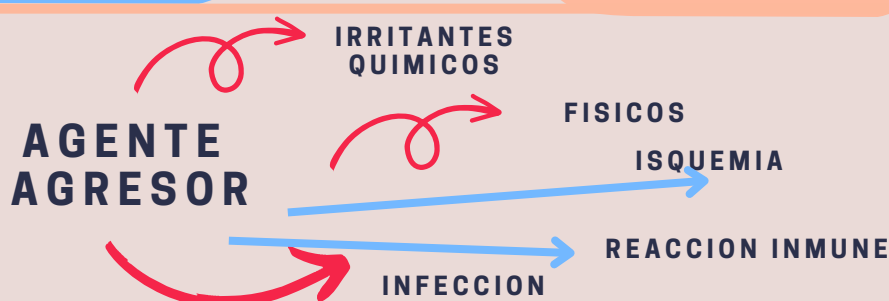 IRRITANTES
QUIMICOS
FISICOS
AGENTE
AGRESOR
ISQUEMIA
REACCION INMUNE
INFECCION